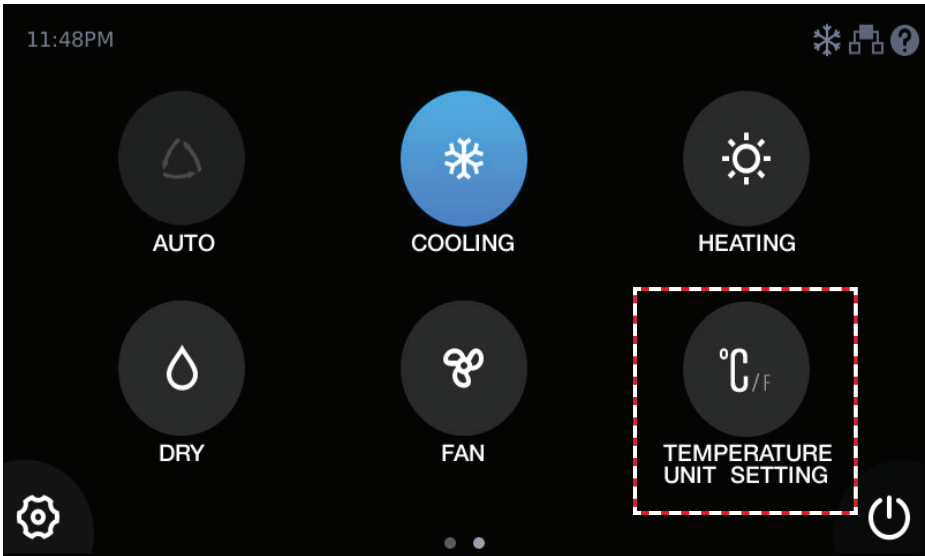 11:48PM
?
AUTO
COOLING
HEATING
°C/F
DRY
FAN
TEMPERATURE
UNIT SETTING